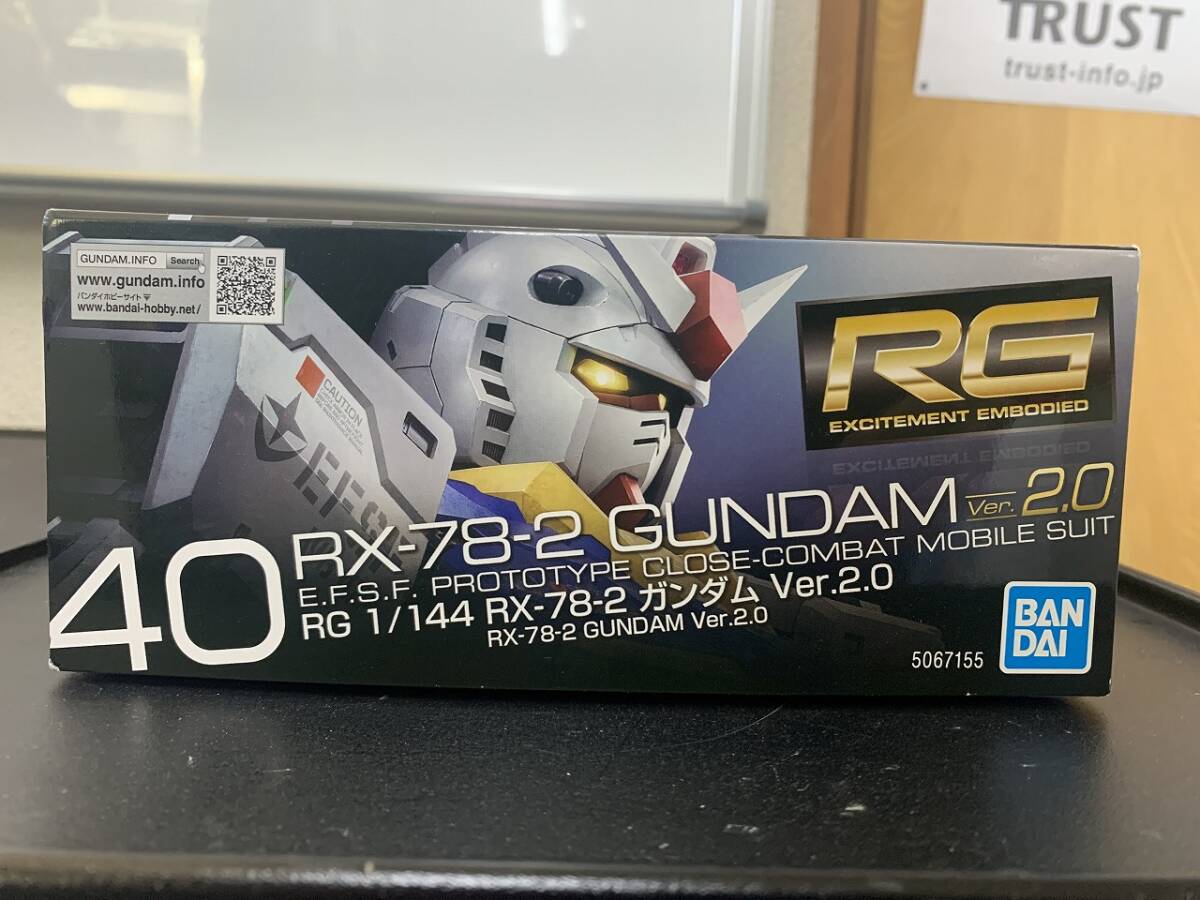 TRUST
trust-info.jp
GUNDAM.INFO Search
www.gundam.info
バンダイホビーサイト
www.bandai-hobby.net/
RG
EXCITEMENT EMBODIED
CAUTION
E.F.S.F.
40
RX-78-2 GUNDAM Ver. 2.0
E.F.S.F. PROTOTYPE CLOSE-COMBAT MOBILE SUIT
RG 1/144 RX-78-2 ガンダム Ver.2.0
RX-78-2 GUNDAM Ver.2.0
5067155
BAN
DAI